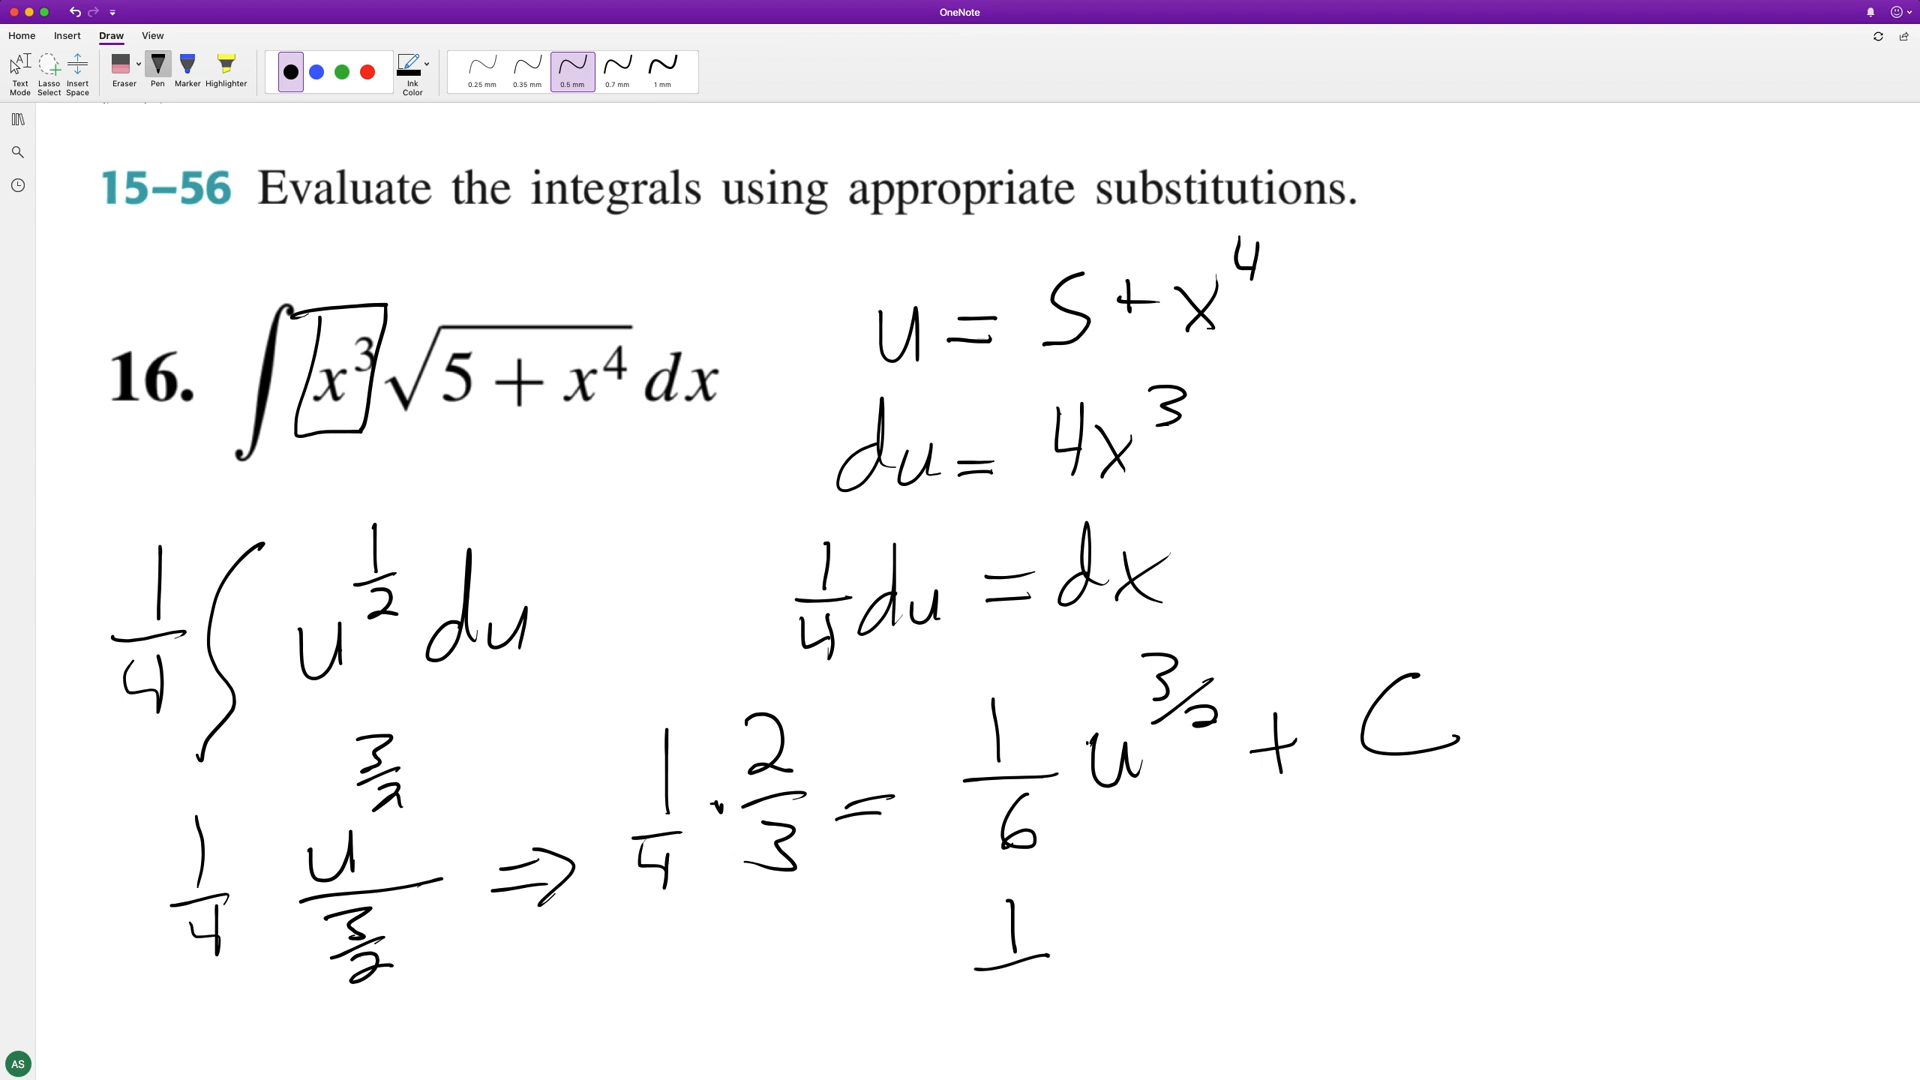 OneNote
Home Insert Draw View
Text Mode
Lasso Select
Insert Space
Eraser
Pen
Marker
Highlighter
Ink Color
0.25 mm
0.35 mm
0.5 mm
0.7 mm
1 mm
15–56 Evaluate the integrals using appropriate substitutions.
16. ∫ x³ √(5 + x⁴) dx
u = 5 + x⁴
du = 4x³
1/4 du = dx
1/4 ∫ u^(1/2) du
1/4 u^(3/2) / (3/2) ⇒ 1/4 · 2/3 = 1/6 u^(3/2) + C
1
AS